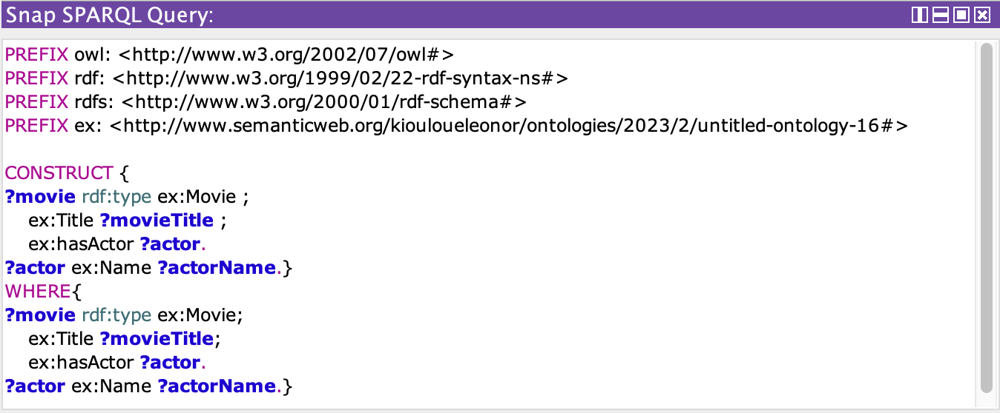 Snap SPARQL Query:
PREFIX owl: <http://www.w3.org/2002/07/owl#>
PREFIX rdf: <http://www.w3.org/1999/02/22-rdf-syntax-ns#>
PREFIX rdfs: <http://www.w3.org/2000/01/rdf-schema#>
PREFIX ex: <http://www.semanticweb.org/kiouloueleonor/ontologies/2023/2/untitled-ontology-16#>
CONSTRUCT {
?movie rdf:type ex:Movie ;
ex:Title ?movieTitle ;
ex:hasActor ?actor.
?actor ex:Name ?actorName.}
WHERE{
?movie rdf:type ex:Movie;
ex:Title ?movieTitle;
ex:hasActor ?actor.
?actor ex:Name ?actorName.}